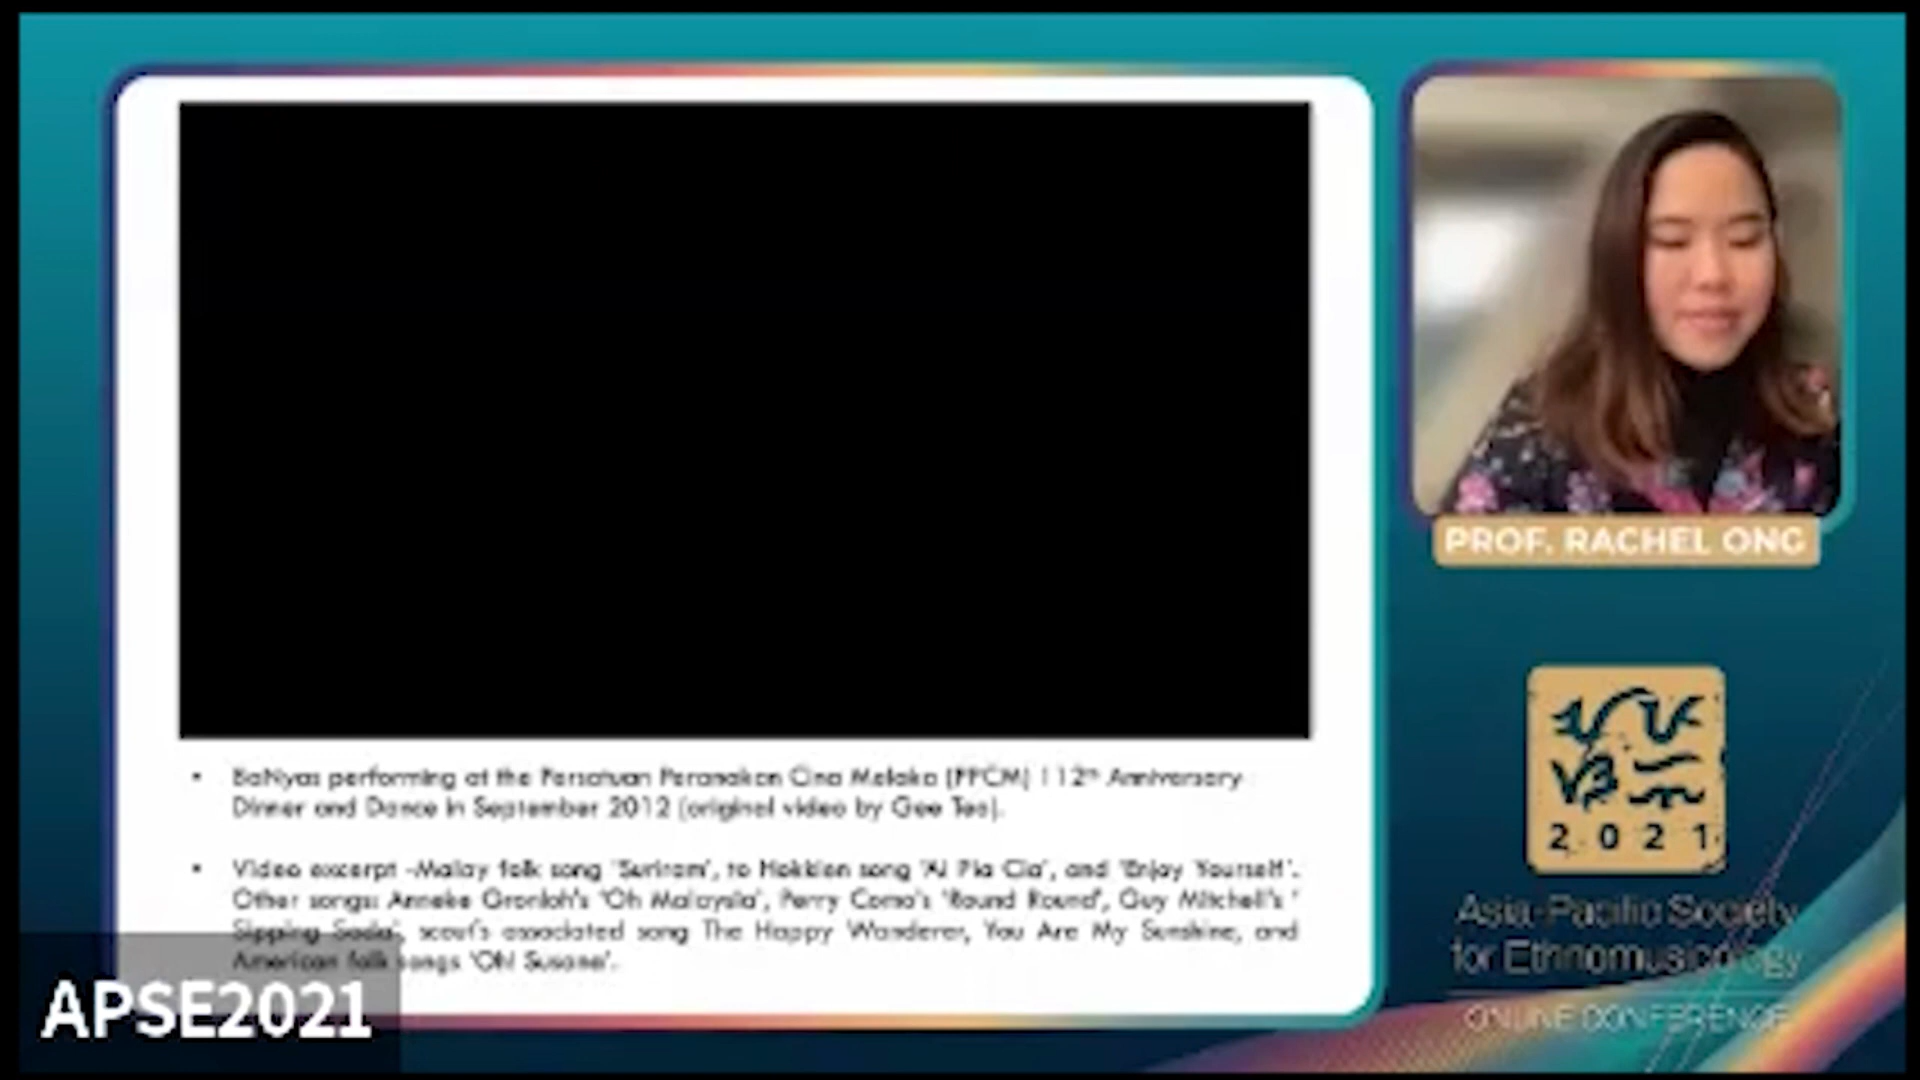 • BaNyas performing at the Persatuan Peranakan Cina Melaka (PPCM) 112th Anniversary
Dinner and Dance in September 2012 (original video by Gee Teo).
• Video excerpt -Malay folk song 'Suriram', to Hokkien song 'Ai Pia Cia', and 'Enjoy Yourself'.
Other songs: Anneke Gronloh's 'Oh Malaysia', Perry Como's 'Round Round', Guy Mitchell's '
Sipping Soda', scout's associated song The Happy Wanderer, You Are My Sunshine, and
American folk songs 'Oh! Susana'.
APSE2021
PROF. RACHEL ONG
2021
Asia-Pacific Society
for Ethnomusicology
ONLINE CONFERENCE